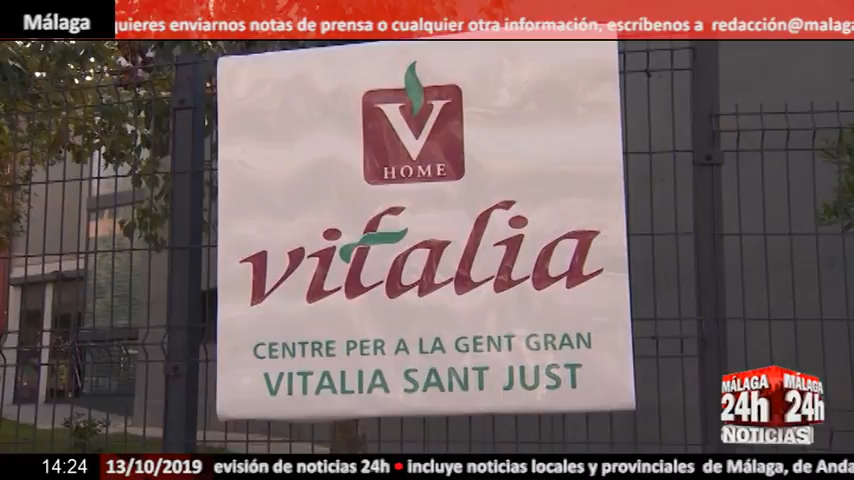 Málaga
quieres enviarnos notas de prensa o cualquier otra información, escríbenos a redacción@malaga
V
HOME
vitalia
CENTRE PER A LA GENT GRAN
VITALIA SANT JUST
MÁLAGA MÁLAGA
24h 24h
NOTICIAS
14:24 13/10/2019 evisión de noticias 24h • incluye noticias locales y provinciales de Málaga, de Anda